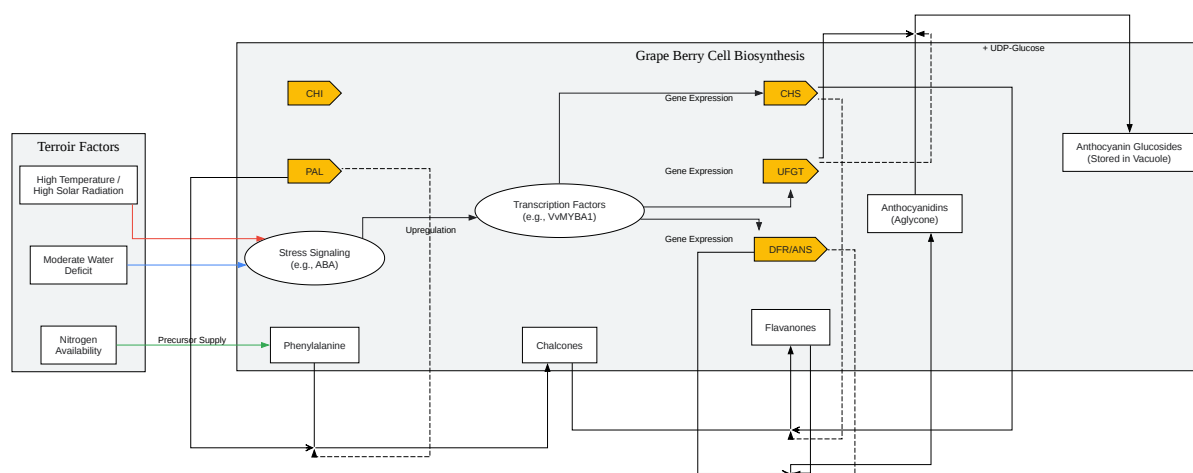 + UDP-Glucose
Grape Berry Cell Biosynthesis
CHI
CHS
Gene Expression
Terroir Factors
Anthocyanin Glucosides
(Stored in Vacuole)
High Temperature /
High Solar Radiation
PAL
Gene Expression
UFGT
Transcription Factors
(e.g., VvMYBA1)
Anthocyanidins
(Aglycone)
Upregulation
Gene Expression
DFR/ANS
Moderate Water
Deficit
Stress Signaling
(e.g., ABA)
Flavanones
Nitrogen
Availability
Precursor Supply
Phenylalanine
Chalcones